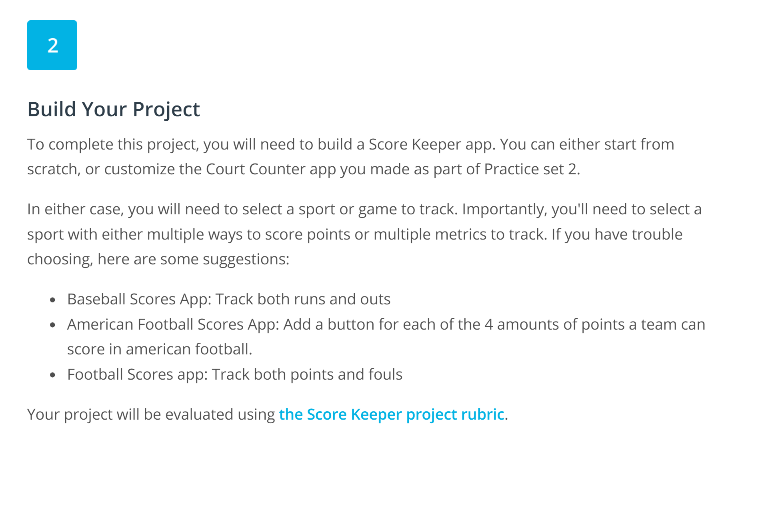 2
Build Your Project
To complete this project, you will need to build a Score Keeper app. You can either start from
scratch, or customize the Court Counter app you made as part of Practice set 2.
In either case, you will need to select a sport or game to track. Importantly, you'll need to select a
sport with either multiple ways to score points or multiple metrics to track. If you have trouble
choosing, here are some suggestions:
• Baseball Scores App: Track both runs and outs
• American Football Scores App: Add a button for each of the 4 amounts of points a team can
score in american football.
• Football Scores app: Track both points and fouls
Your project will be evaluated using the Score Keeper project rubric.